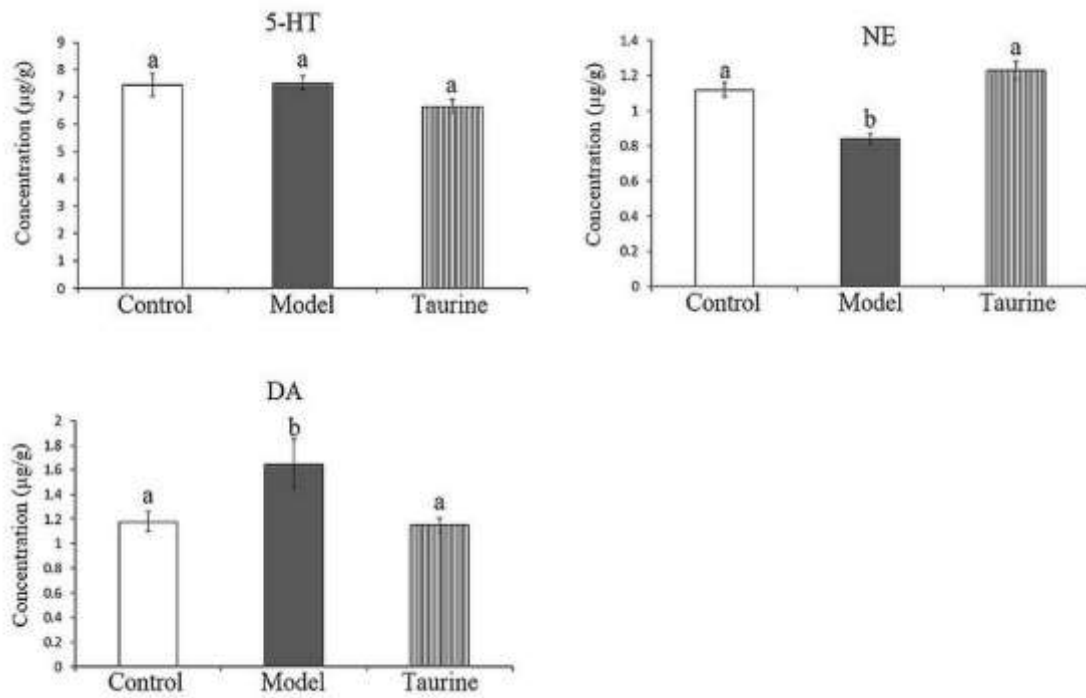 5-HT
Concentration (µg/g)
9
8
7
6
5
4
3
2
1
0
a
a
a
Control
Model
Taurine
NE
Concentration (µg/g)
1.4
1.2
1
0.8
0.6
0.4
0.2
0
a
b
a
Control
Model
Taurine
DA
Concentration (µg/g)
2
1.8
1.6
1.4
1.2
1
0.8
0.6
0.4
0.2
0
a
b
a
Control
Model
Taurine